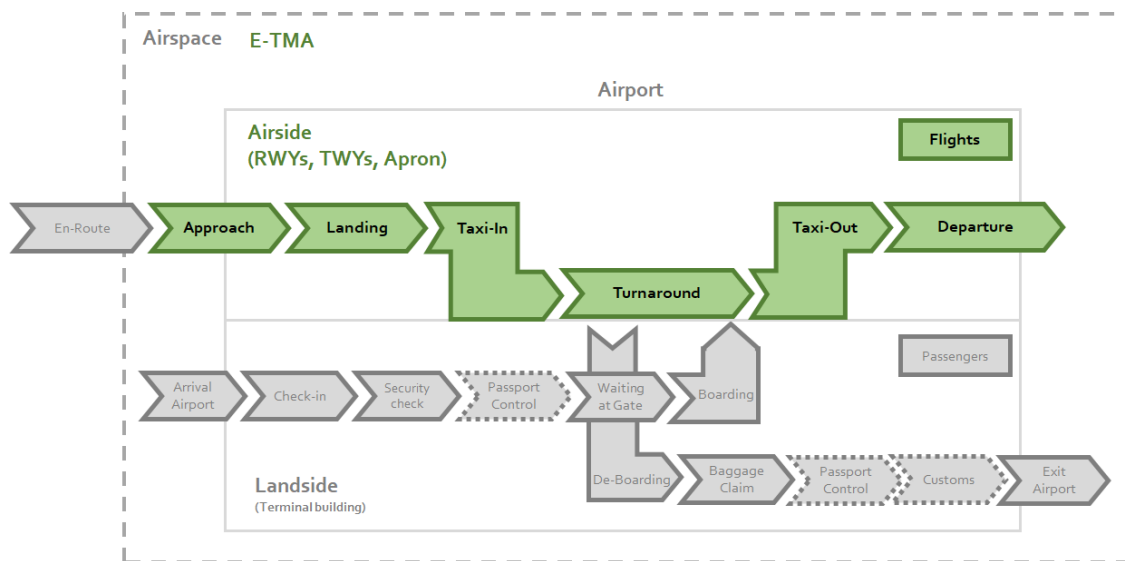 Airspace E-TMA
Airport
Airside
(RWYs, TWYs, Apron)
Flights
En-Route
Approach
Landing
Taxi-In
Taxi-Out
Departure
Turnaround
Passengers
Arrival
Airport
Check-in
Security
check
Passport
Control
Waiting
at Gate
Boarding
De-Boarding
Baggage
Claim
Passport
Control
Customs
Exit
Airport
Landside
(Terminal building)